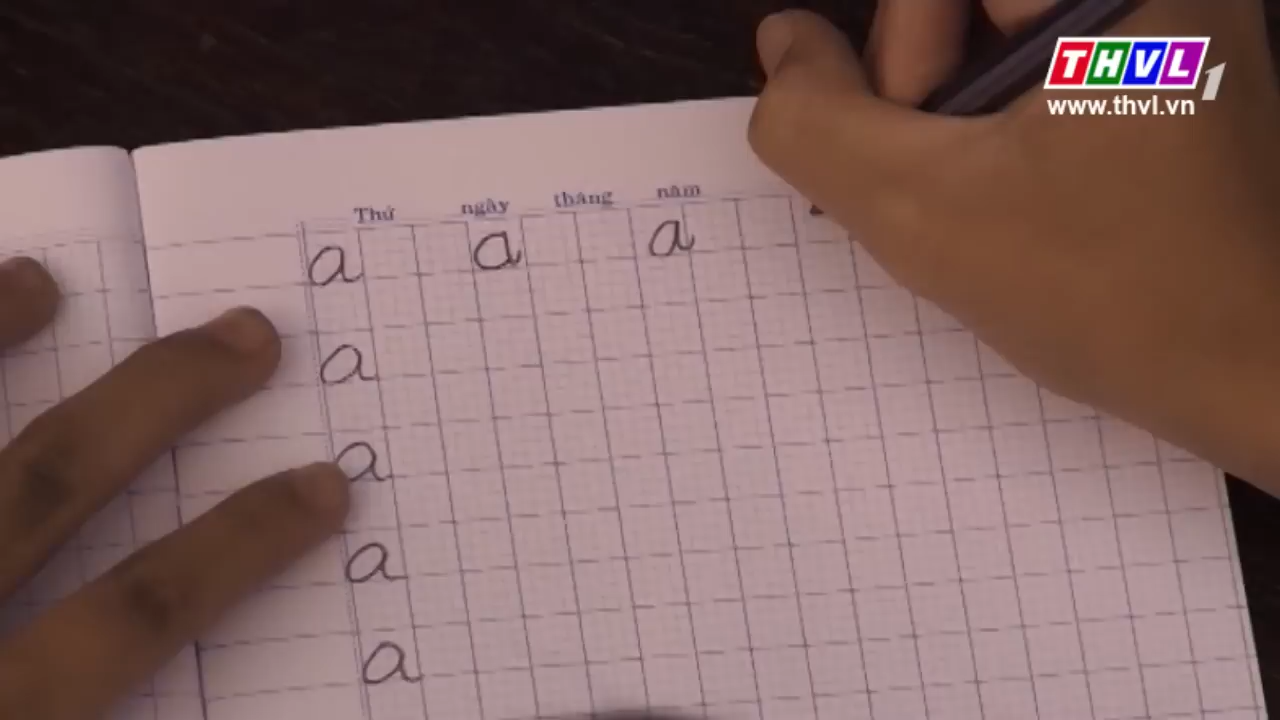 THVL1
www.thvl.vn
Thứ ngày tháng năm
a a a
a
a
a
a